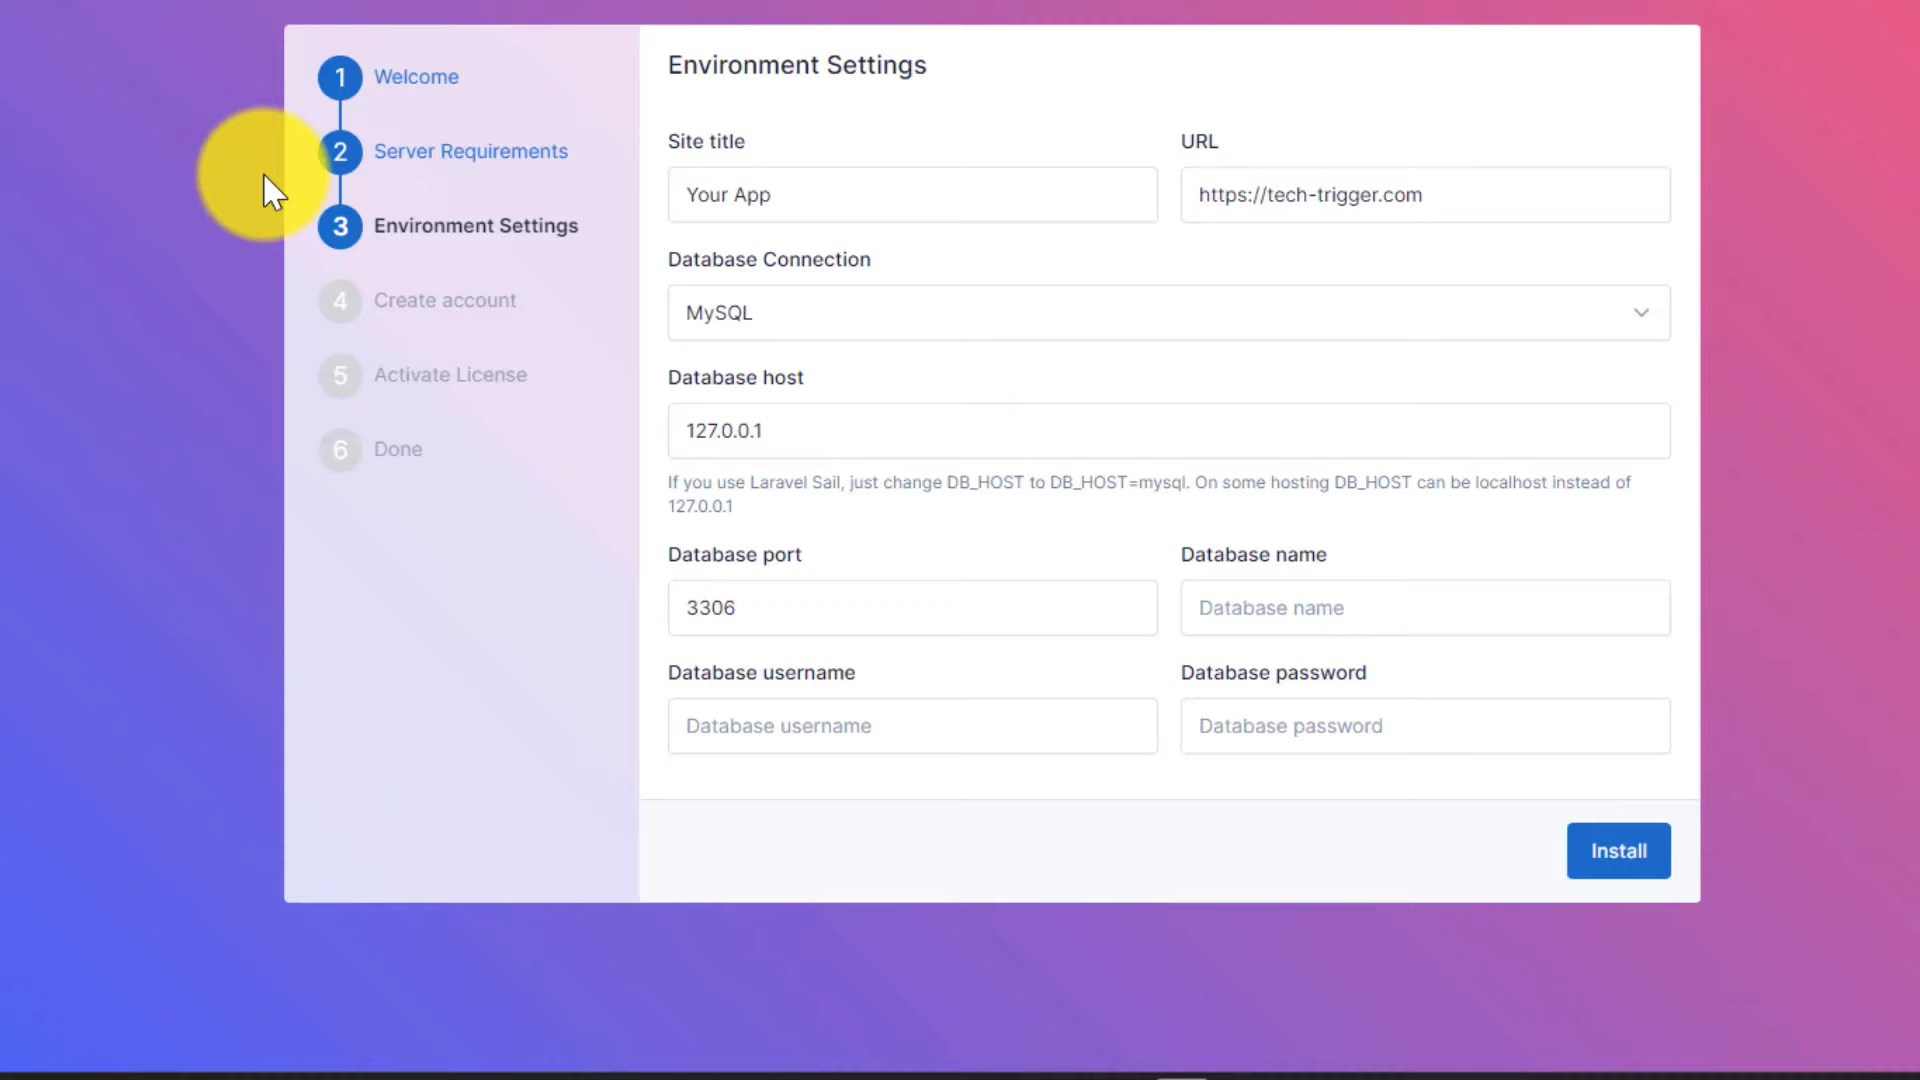 1 Welcome
2 Server Requirements
3 Environment Settings
4 Create account
5 Activate License
6 Done
Environment Settings
Site title
Your App
URL
https://tech-trigger.com
Database Connection
MySQL
Database host
127.0.0.1
If you use Laravel Sail, just change DB_HOST to DB_HOST=mysql. On some hosting DB_HOST can be localhost instead of
127.0.0.1
Database port
3306
Database name
Database name
Database username
Database username
Database password
Database password
Install